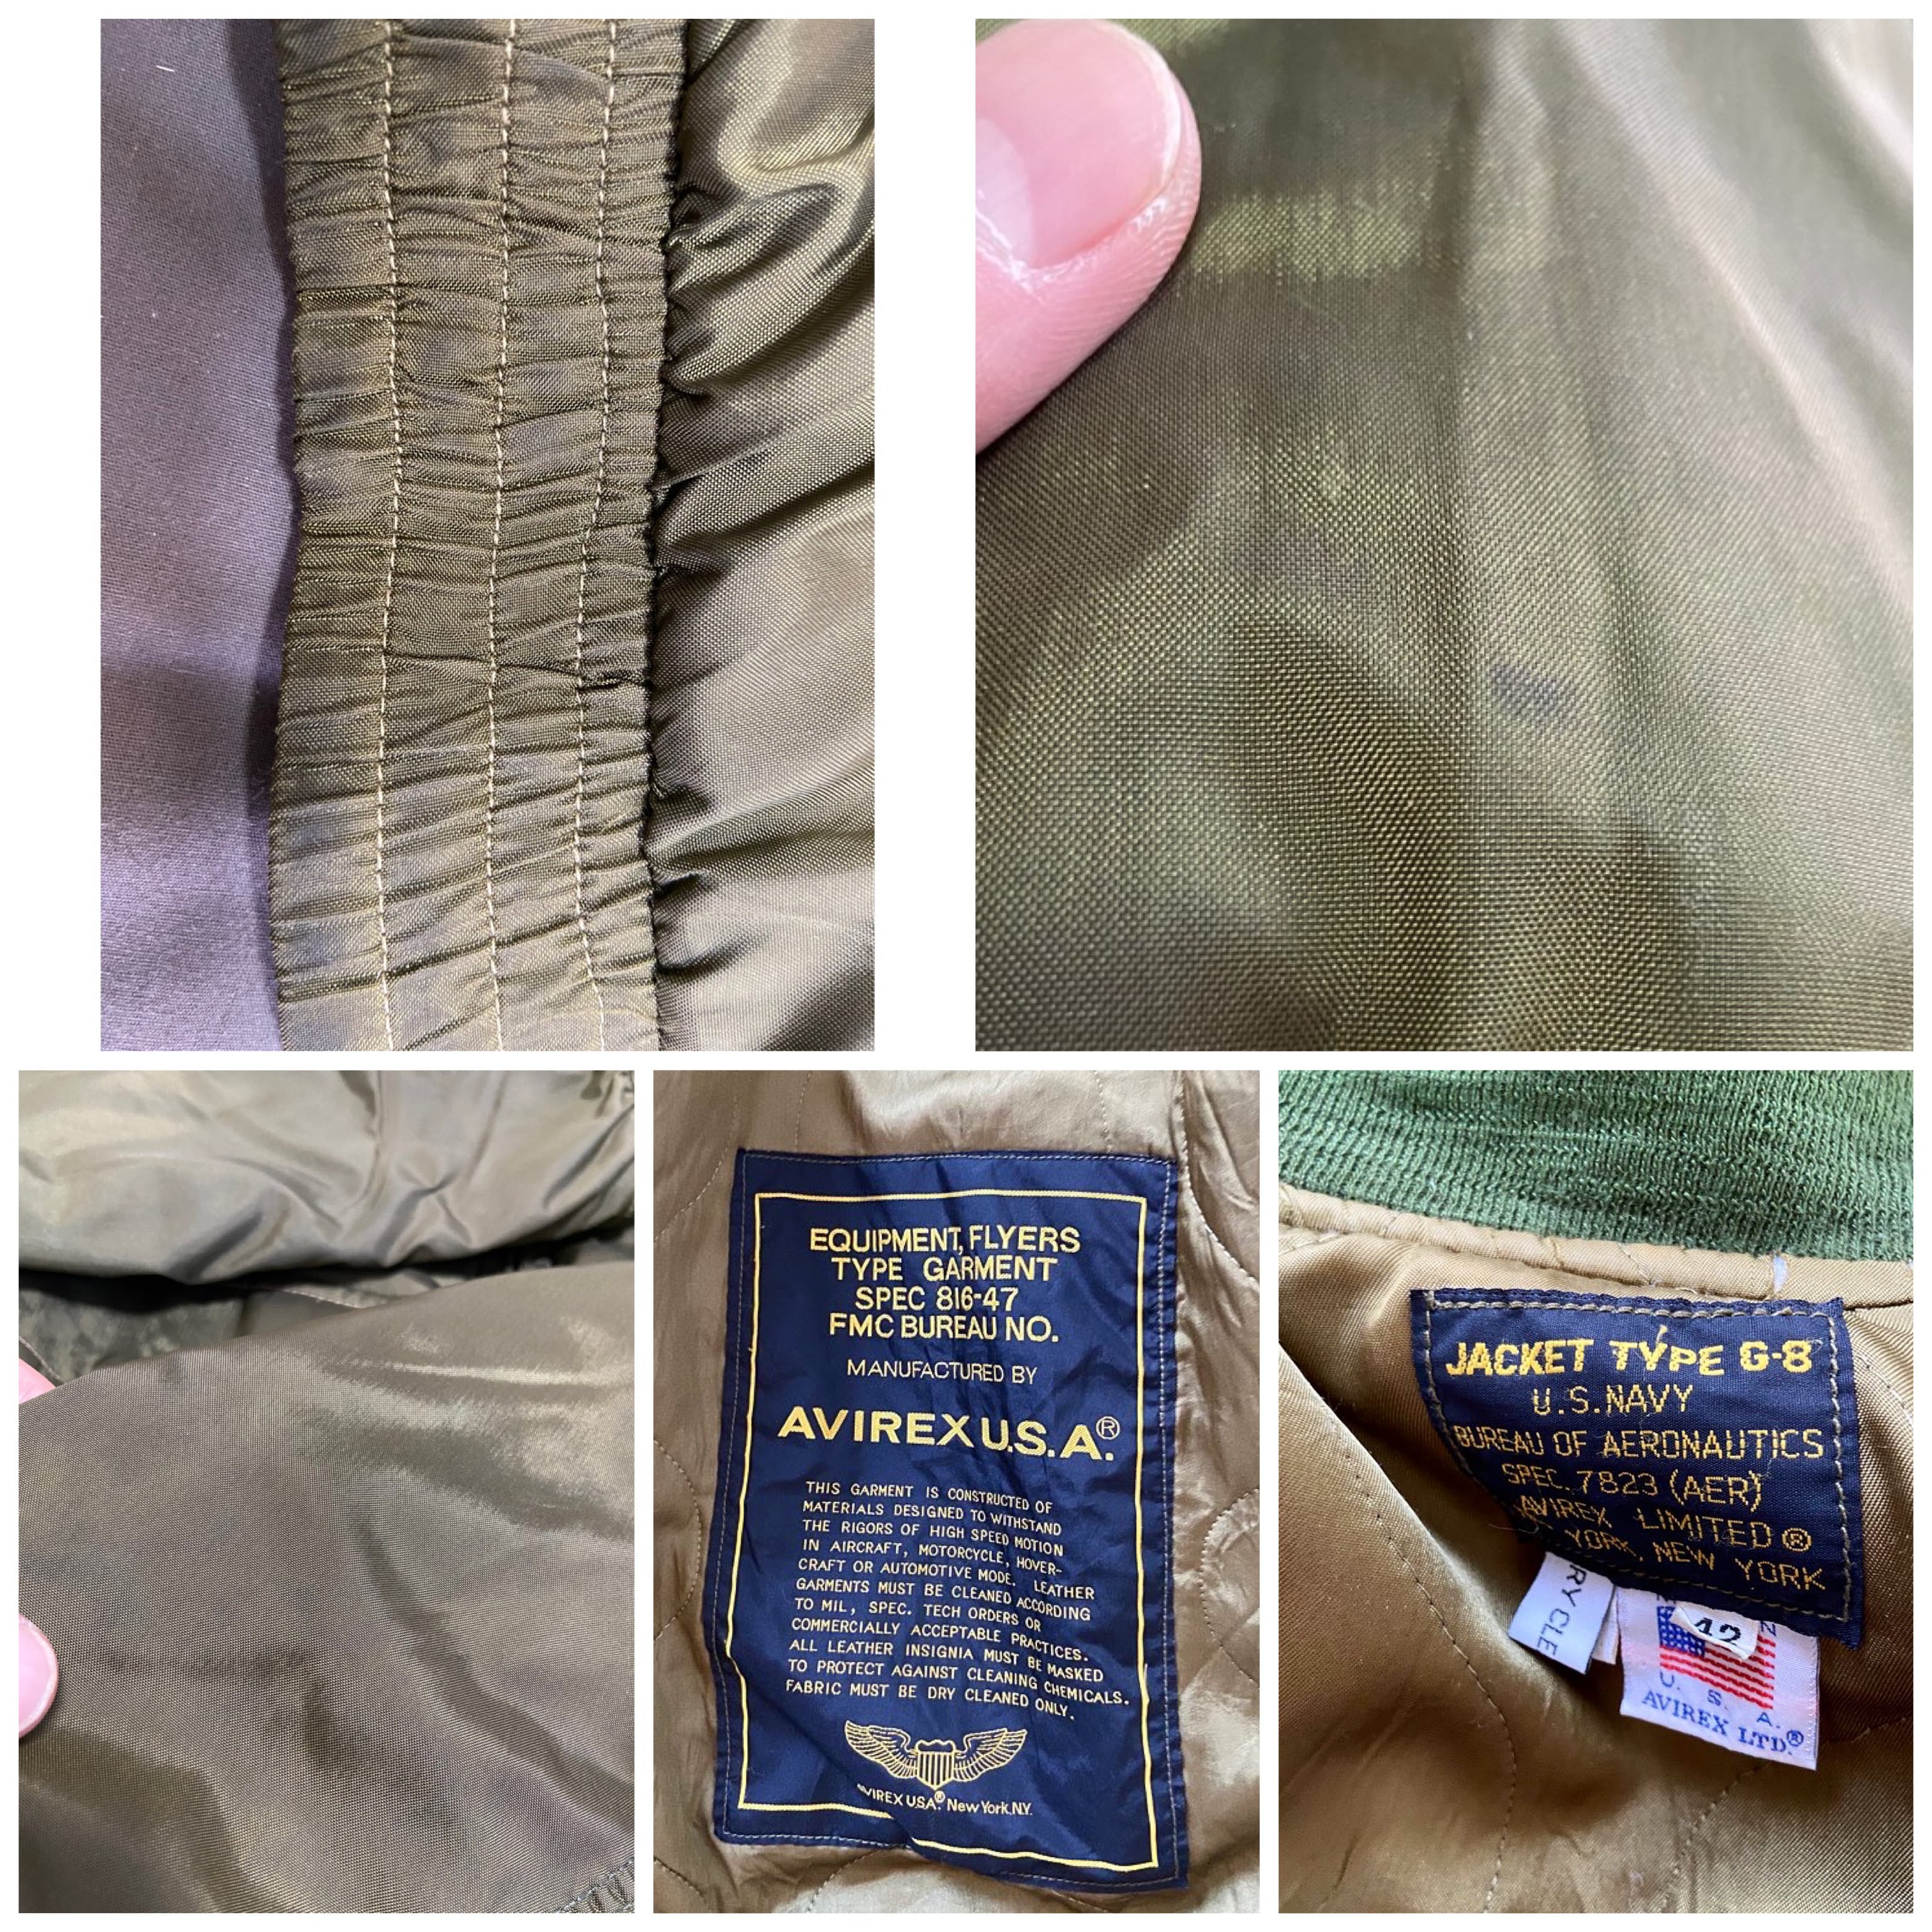 EQUIPMENT, FLYERS
TYPE GARMENT
SPEC 816-47
FMC BUREAU NO.
MANUFACTURED BY
AVIREX U.S.A.®
THIS GARMENT IS CONSTRUCTED OF
MATERIALS DESIGNED TO WITHSTAND
THE RIGORS OF HIGH SPEED MOTION
IN AIRCRAFT, MOTORCYCLE, HOVER-
CRAFT OR AUTOMOTIVE MODE. LEATHER
GARMENTS MUST BE CLEANED ACCORDING
TO MIL, SPEC. TECH ORDERS OR
COMMERCIALLY ACCEPTABLE PRACTICES.
ALL LEATHER INSIGNIA MUST BE MASKED
TO PROTECT AGAINST CLEANING CHEMICALS.
FABRIC MUST BE DRY CLEANED ONLY.
AVIREX U.S.A.® New York, N.Y.
JACKET TYPE G-8
U.S. NAVY
BUREAU OF AERONAUTICS
SPEC. 7823 (AER)
AVIREX LIMITED®
YORK, NEW YORK
RY CLE
42
U. S. A.
AVIREX LTD.®